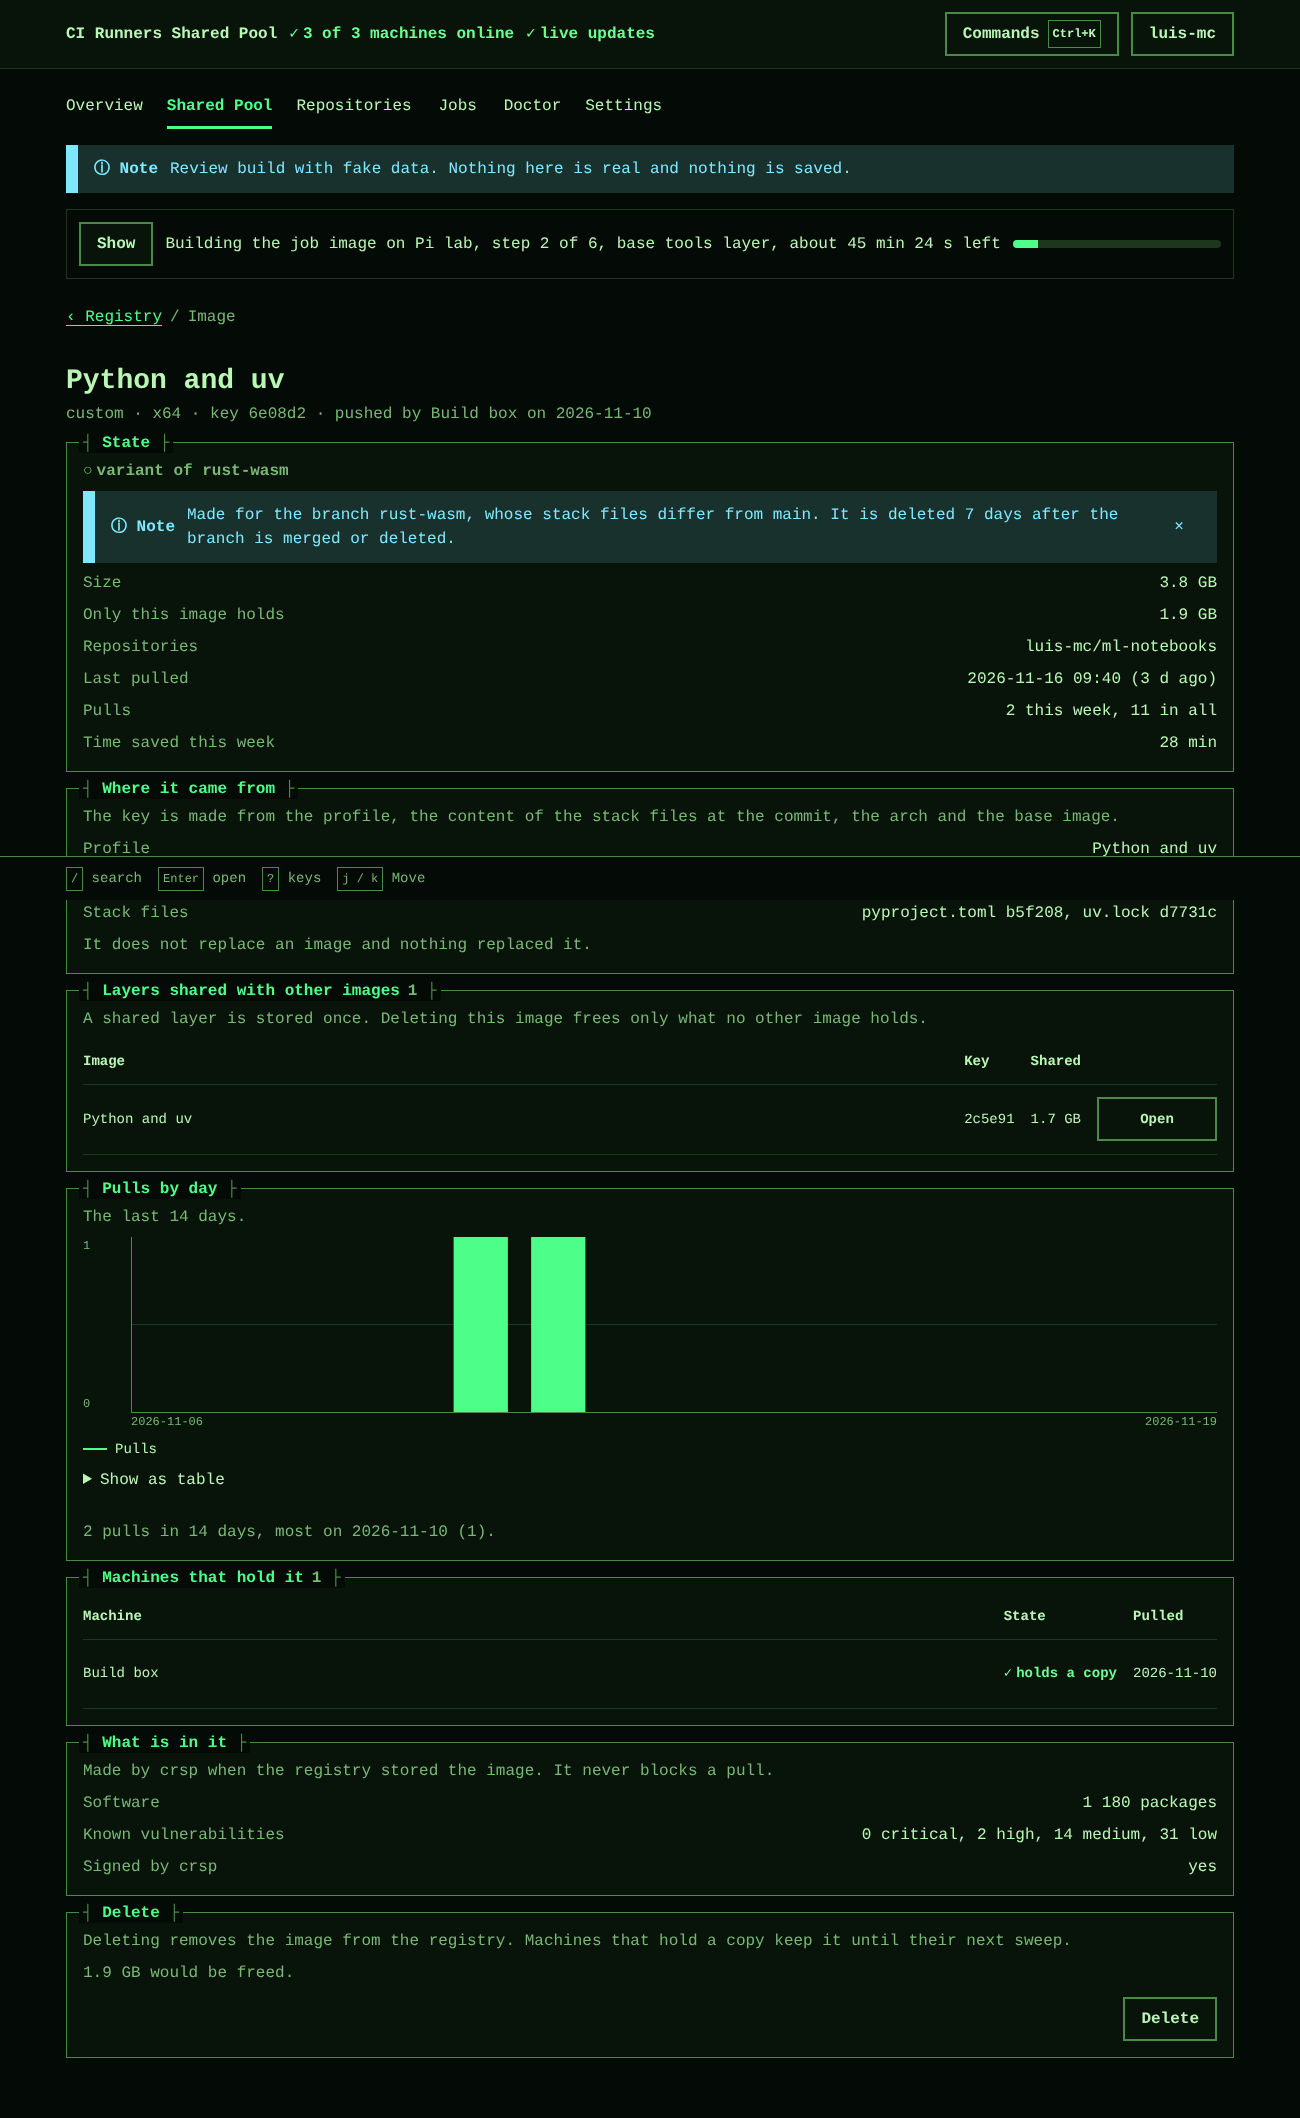 CI Runners Shared Pool ✓ 3 of 3 machines online ✓ live updates
Commands Ctrl+K
luis-mc
Overview Shared Pool Repositories Jobs Doctor Settings
ⓘ Note Review build with fake data. Nothing here is real and nothing is saved.
Show Building the job image on Pi lab, step 2 of 6, base tools layer, about 45 min 24 s left
‹ Registry / Image
Python and uv
custom · x64 · key 6e08d2 · pushed by Build box on 2026-11-10
State
○ variant of rust-wasm
ⓘ Note Made for the branch rust-wasm, whose stack files differ from main. It is deleted 7 days after the
branch is merged or deleted.
×
Size 3.8 GB
Only this image holds 1.9 GB
Repositories luis-mc/ml-notebooks
Last pulled 2026-11-16 09:40 (3 d ago)
Pulls 2 this week, 11 in all
Time saved this week 28 min
Where it came from
The key is made from the profile, the content of the stack files at the commit, the arch and the base image.
Profile Python and uv
/ search Enter open ? keys j / k Move
Stack files pyproject.toml b5f208, uv.lock d7731c
It does not replace an image and nothing replaced it.
Layers shared with other images 1
A shared layer is stored once. Deleting this image frees only what no other image holds.
Image Key Shared
Python and uv 2c5e91 1.7 GB Open
Pulls by day
The last 14 days.
1
0
2026-11-06 2026-11-19
Pulls
▶ Show as table
2 pulls in 14 days, most on 2026-11-10 (1).
Machines that hold it 1
Machine State Pulled
Build box ✓ holds a copy 2026-11-10
What is in it
Made by crsp when the registry stored the image. It never blocks a pull.
Software 1 180 packages
Known vulnerabilities 0 critical, 2 high, 14 medium, 31 low
Signed by crsp yes
Delete
Deleting removes the image from the registry. Machines that hold a copy keep it until their next sweep.
1.9 GB would be freed.
Delete